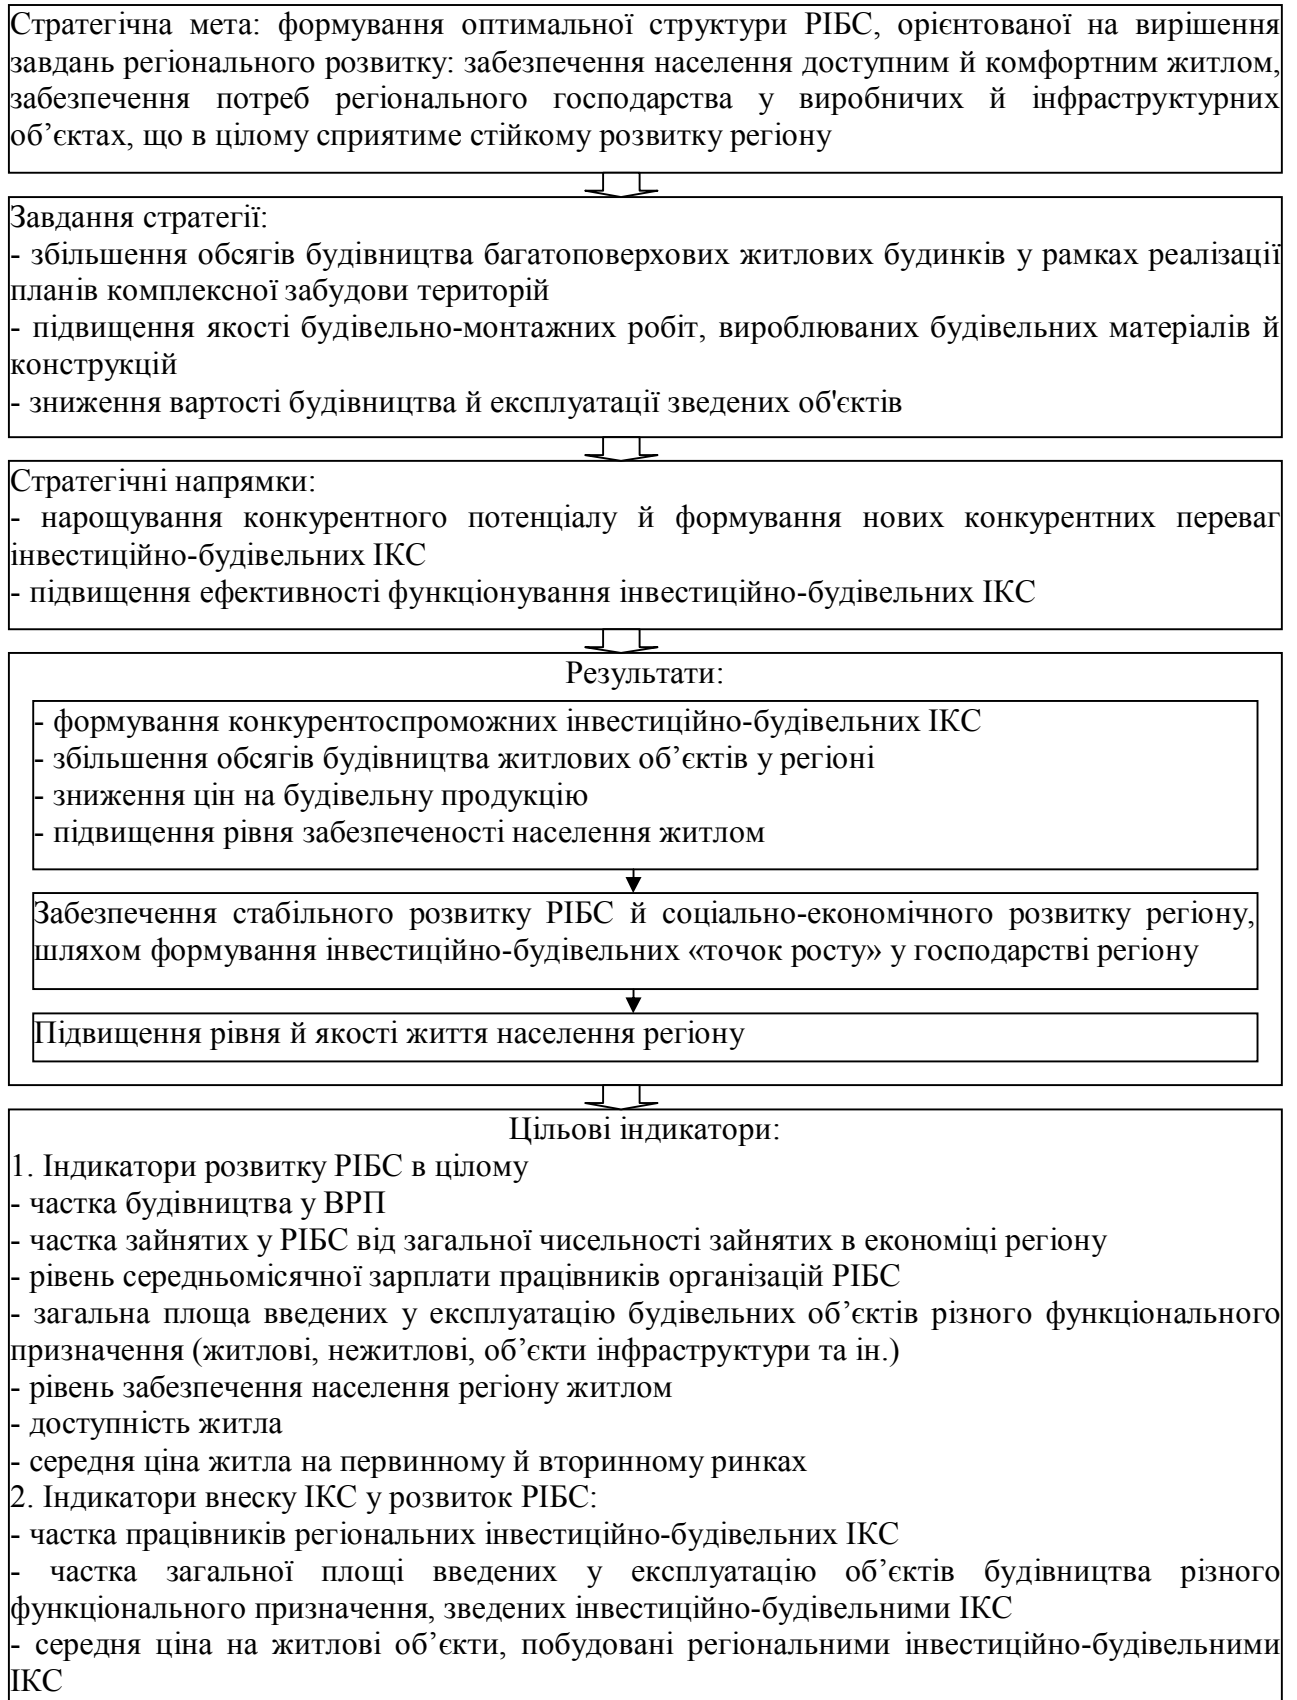 Стратегічна мета: формування оптимальної структури РІБС, орієнтованої на вирішення
завдань регіонального розвитку: забезпечення населення доступним й комфортним житлом,
забезпечення потреб регіонального господарства у виробничих й інфраструктурних
об’єктах, що в цілому сприятиме стійкому розвитку регіону
Завдання стратегії:
- збільшення обсягів будівництва багатоповерхових житлових будинків у рамках реалізації
планів комплексної забудови територій
- підвищення якості будівельно-монтажних робіт, вироблюваних будівельних матеріалів й
конструкцій
- зниження вартості будівництва й експлуатації зведених об'єктів
Стратегічні напрямки:
- нарощування конкурентного потенціалу й формування нових конкурентних переваг
інвестиційно-будівельних ІКС
- підвищення ефективності функціонування інвестиційно-будівельних ІКС
Результати:
- формування конкурентоспроможних інвестиційно-будівельних ІКС
- збільшення обсягів будівництва житлових об’єктів у регіоні
- зниження цін на будівельну продукцію
- підвищення рівня забезпеченості населення житлом
Забезпечення стабільного розвитку РІБС й соціально-економічного розвитку регіону,
шляхом формування інвестиційно-будівельних «точок росту» у господарстві регіону
Підвищення рівня й якості життя населення регіону
Цільові індикатори:
1. Індикатори розвитку РІБС в цілому
- частка будівництва у ВРП
- частка зайнятих у РІБС від загальної чисельності зайнятих в економіці регіону
- рівень середньомісячної зарплати працівників організацій РІБС
- загальна площа введених у експлуатацію будівельних об’єктів різного функціонального
призначення (житлові, нежитлові, об’єкти інфраструктури та ін.)
- рівень забезпечення населення регіону житлом
- доступність житла
- середня ціна житла на первинному й вторинному ринках
2. Індикатори внеску ІКС у розвиток РІБС:
- частка працівників регіональних інвестиційно-будівельних ІКС
- частка загальної площі введених у експлуатацію об’єктів будівництва різного
функціонального призначення, зведених інвестиційно-будівельними ІКС
- середня ціна на житлові об’єкти, побудовані регіональними інвестиційно-будівельними
ІКС